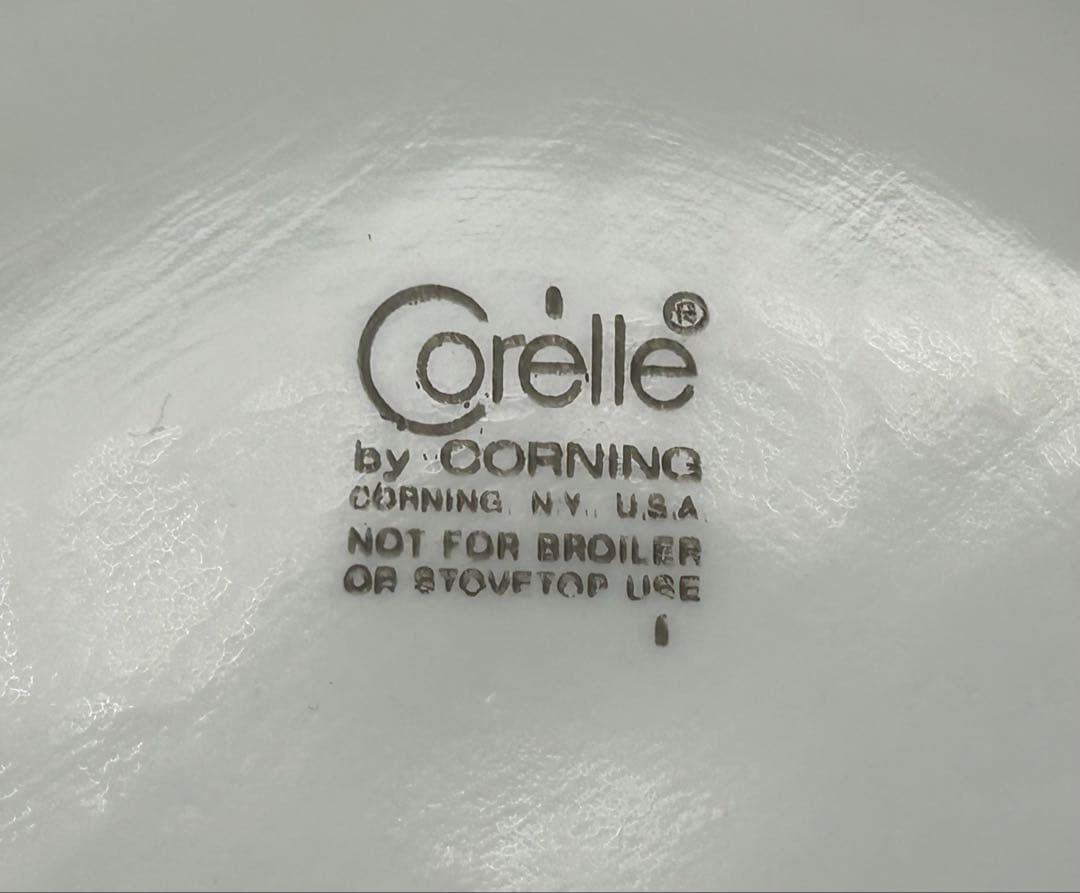 Corelle ®
by CORNING
CORNING, N.Y., U.S.A.
NOT FOR BROILER
OR STOVETOP USE